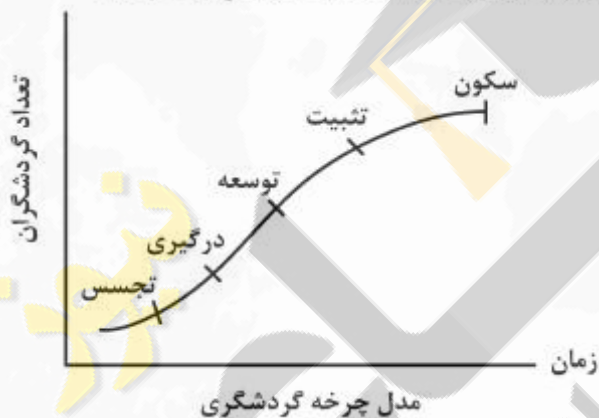 سکون
تثبیت
توسعه
درگیری
تجسس
تعداد گردشگران
زمان
مدل چرخه گردشگری